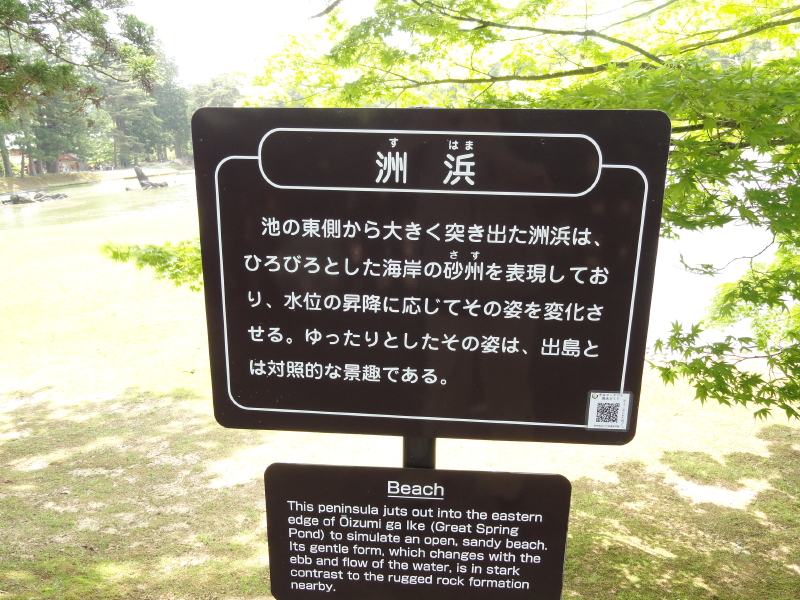 すはま
洲浜
池の東側から大きく突き出た洲浜は、
さす
ひろびろとした海岸の砂州を表現してお
り、水位の昇降に応じてその姿を変化さ
せる。ゆったりとしたその姿は、出島と
は対照的な景趣である。
Beach
This peninsula juts out into the eastern
edge of Ōizumi ga Ike (Great Spring
Pond) to simulate an open, sandy beach.
Its gentle form, which changes with the
ebb and flow of the water, is in stark
contrast to the rugged rock formation
nearby.